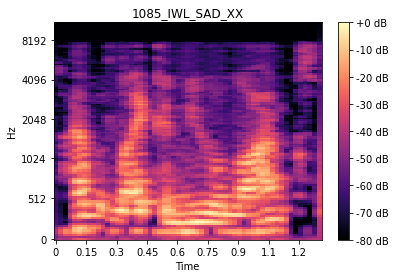 1085_IWL_SAD_XX
+0 dB
8192
-10 dB
4096
-20 dB
-30 dB
2048
Hz
-40 dB
1024
-50 dB
512
-60 dB
-70 dB
0
-80 dB
0 0.15 0.3 0.45 0.6 0.75 0.9 1.1 1.2
Time